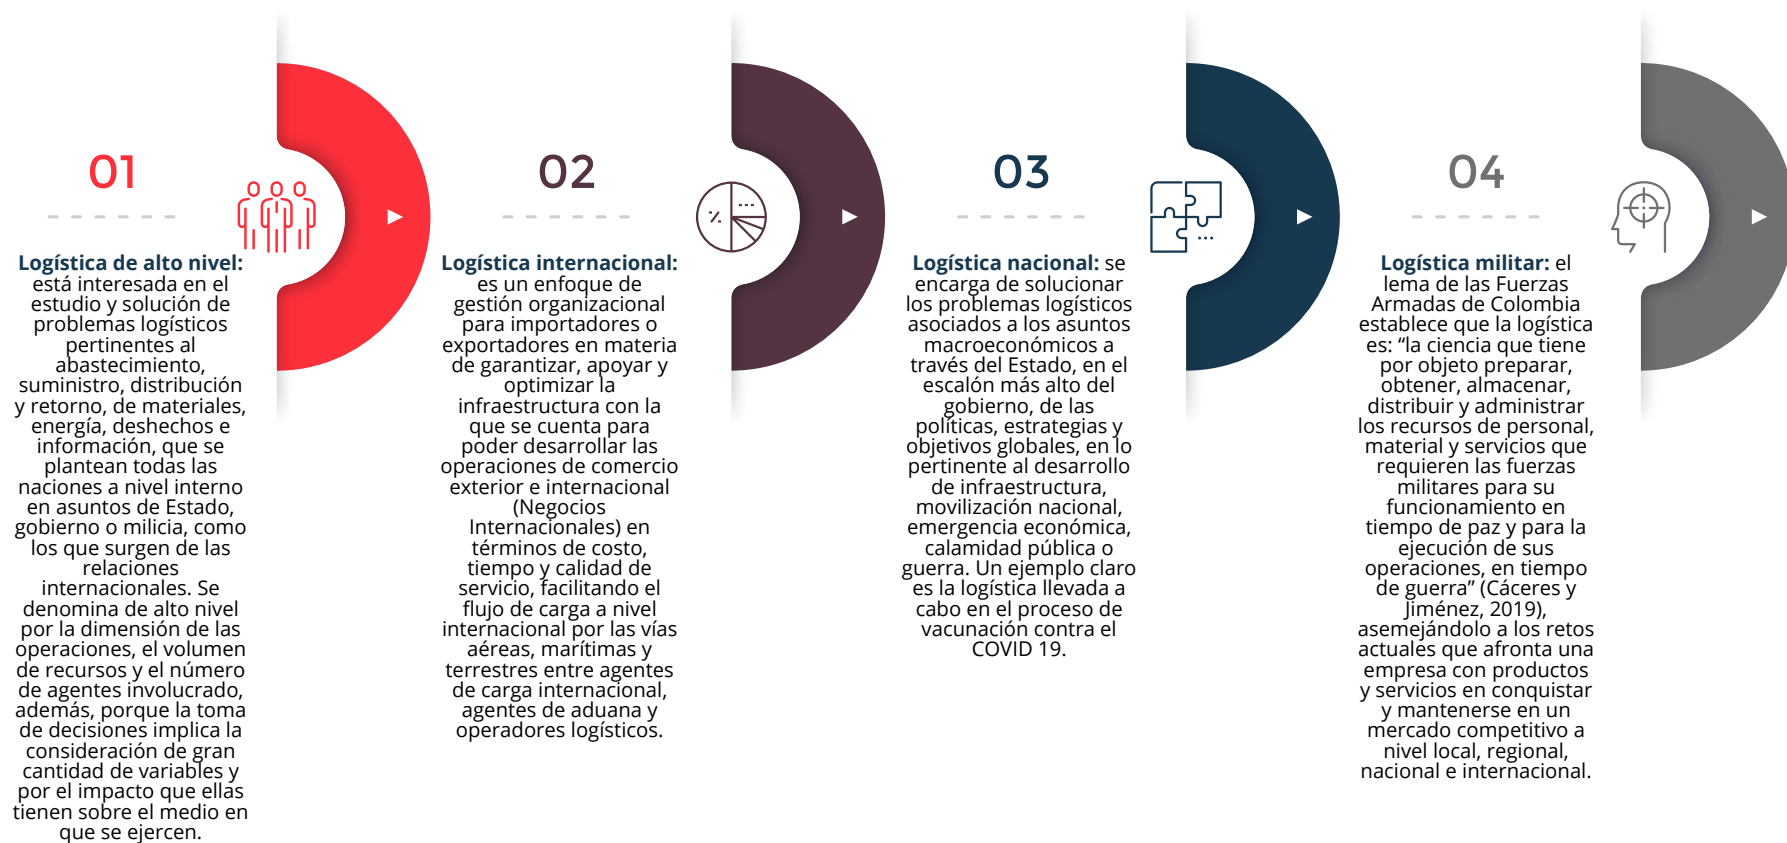 01
Logística de alto nivel:
está interesada en el
estudio y solución de
problemas logísticos
pertinentes al
abastecimiento,
suministro, distribución
y retorno, de materiales,
energía, deshechos e
información, que se
plantean todas las
naciones a nivel interno
en asuntos de Estado,
gobierno o milicia, como
los que surgen de las
relaciones
internacionales. Se
denomina de alto nivel
por la dimensión de las
operaciones, el volumen
de recursos y el número
de agentes involucrado,
además, porque la toma
de decisiones implica la
consideración de gran
cantidad de variables y
por el impacto que ellas
tienen sobre el medio en
que se ejercen.
02
%
Logística internacional:
es un enfoque de
gestión organizacional
para importadores o
exportadores en materia
de garantizar, apoyar y
optimizar la
infraestructura con la
que se cuenta para
poder desarrollar las
operaciones de comercio
exterior e internacional
(Negocios
Internacionales) en
términos de costo,
tiempo y calidad de
servicio, facilitando el
flujo de carga a nivel
internacional por las vías
aéreas, marítimas y
terrestres entre agentes
de carga internacional,
agentes de aduana y
operadores logísticos.
03
Logística nacional: se
encarga de solucionar
los problemas logísticos
asociados a los asuntos
macroeconómicos a
través del Estado, en el
escalón más alto del
gobierno, de las
políticas, estrategias y
objetivos globales, en lo
pertinente al desarrollo
de infraestructura,
movilización nacional,
emergencia económica,
calamidad pública o
guerra. Un ejemplo claro
es la logística llevada a
cabo en el proceso de
vacunación contra el
COVID 19.
04
Logística militar: el
lema de las Fuerzas
Armadas de Colombia
establece que la logística
es: “la ciencia que tiene
por objeto preparar,
obtener, almacenar,
distribuir y administrar
los recursos de personal,
material y servicios que
requieren las fuerzas
militares para su
funcionamiento en
tiempo de paz y para la
ejecución de sus
operaciones, en tiempo
de guerra” (Cáceres y
Jiménez, 2019),
asemejándolo a los retos
actuales que afronta una
empresa con productos
y servicios en conquistar
y mantenerse en un
mercado competitivo a
nivel local, regional,
nacional e internacional.